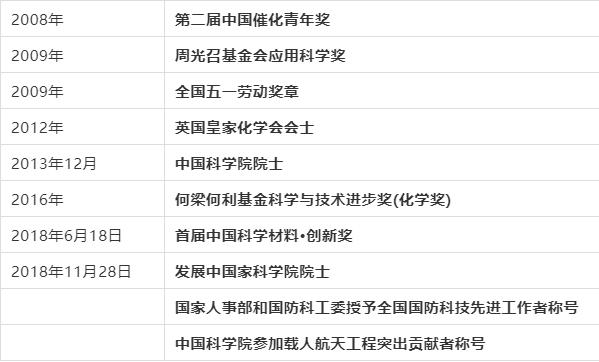 2008年 第二届中国催化青年奖
2009年 周光召基金会应用科学奖
2009年 全国五一劳动奖章
2012年 英国皇家化学会会士
2013年12月 中国科学院院士
2016年 何梁何利基金科学与技术进步奖(化学奖)
2018年6月18日 首届中国科学材料•创新奖
2018年11月28日 发展中国家科学院院士
国家人事部和国防科工委授予全国国防科技先进工作者称号
中国科学院参加载人航天工程突出贡献者称号